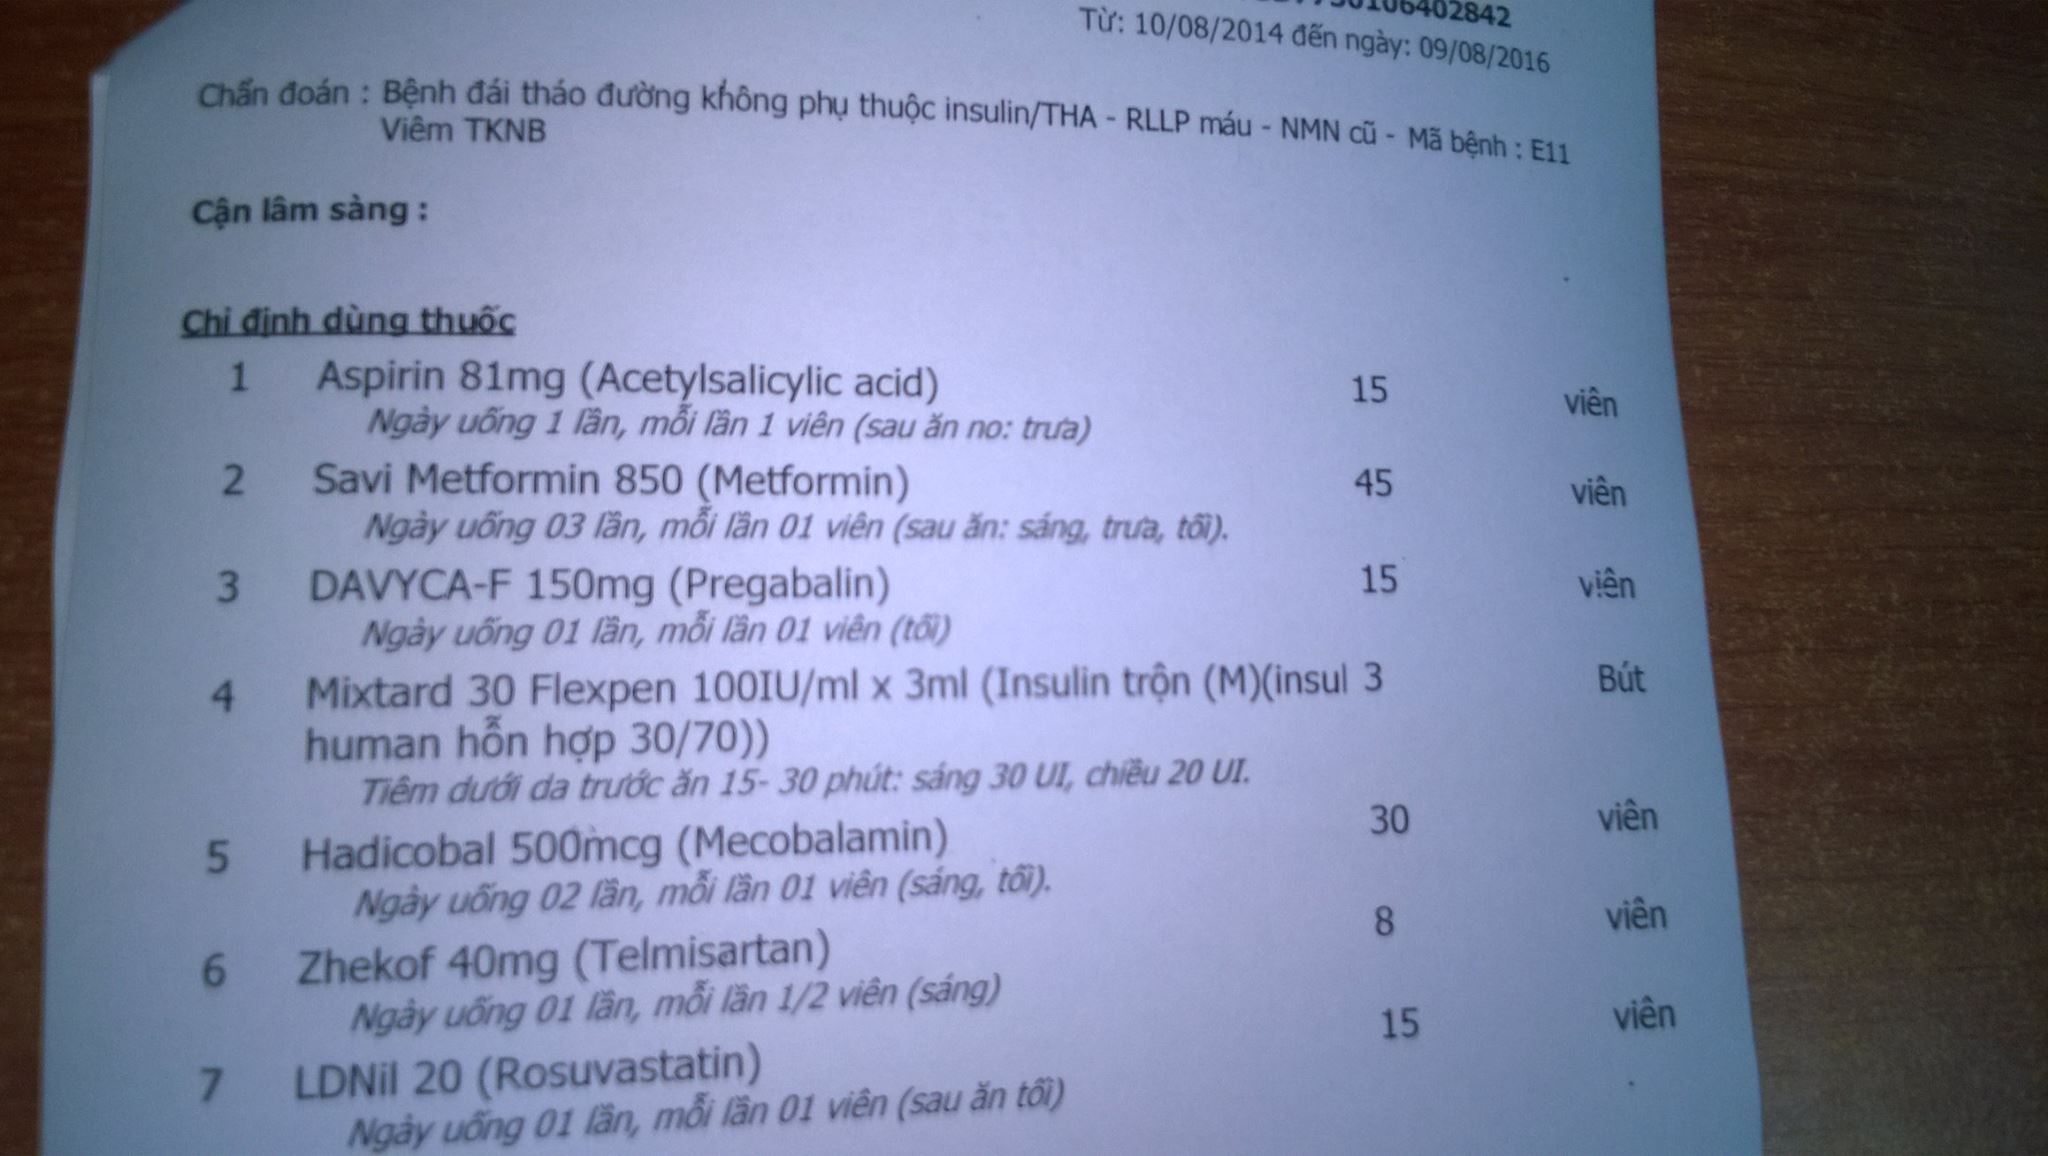 06402842
Từ: 10/08/2014 đến ngày: 09/08/2016
Chẩn đoán : Bệnh đái tháo đường không phụ thuộc insulin/THA - RLLP máu - NMN cũ - Mã bệnh : E11
Viêm TKNB
Cận lâm sàng :
Chỉ định dùng thuốc
1 Aspirin 81mg (Acetylsalicylic acid) 15 viên
Ngày uống 1 lần, mỗi lần 1 viên (sau ăn no: trưa)
2 Savi Metformin 850 (Metformin) 45 viên
Ngày uống 03 lần, mỗi lần 01 viên (sau ăn: sáng, trưa, tối).
3 DAVYCA-F 150mg (Pregabalin) 15 viên
Ngày uống 01 lần, mỗi lần 01 viên (tối)
4 Mixtard 30 Flexpen 100IU/ml x 3ml (Insulin trộn (M)(insul 3 Bút
human hỗn hợp 30/70))
Tiêm dưới da trước ăn 15- 30 phút: sáng 30 UI, chiều 20 UI.
5 Hadicobal 500mcg (Mecobalamin) 30 viên
Ngày uống 02 lần, mỗi lần 01 viên (sáng, tối).
6 Zhekof 40mg (Telmisartan) 8 viên
Ngày uống 01 lần, mỗi lần 1/2 viên (sáng)
7 LDNil 20 (Rosuvastatin) 15 viên
Ngày uống 01 lần, mỗi lần 01 viên (sau ăn tối)